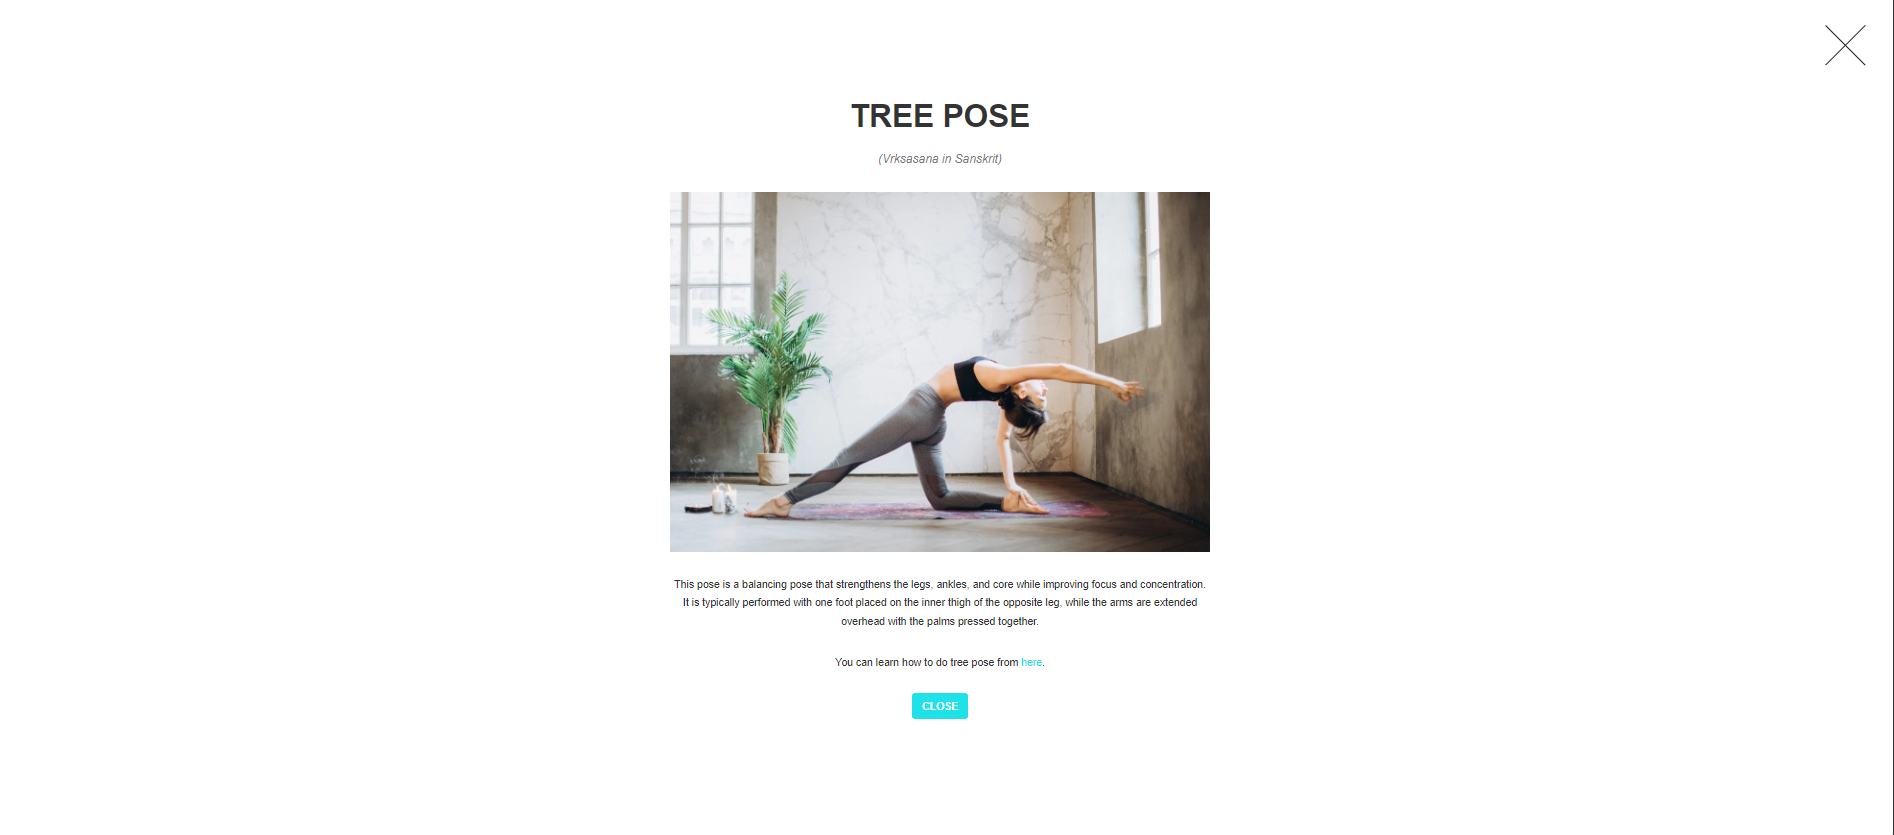 TREE POSE
(Vrksasana in Sanskrit)
This pose is a balancing pose that strengthens the legs, ankles, and core while improving focus and concentration.
It is typically performed with one foot placed on the inner thigh of the opposite leg, while the arms are extended
overhead with the palms pressed together.
You can learn how to do tree pose from here.
CLOSE